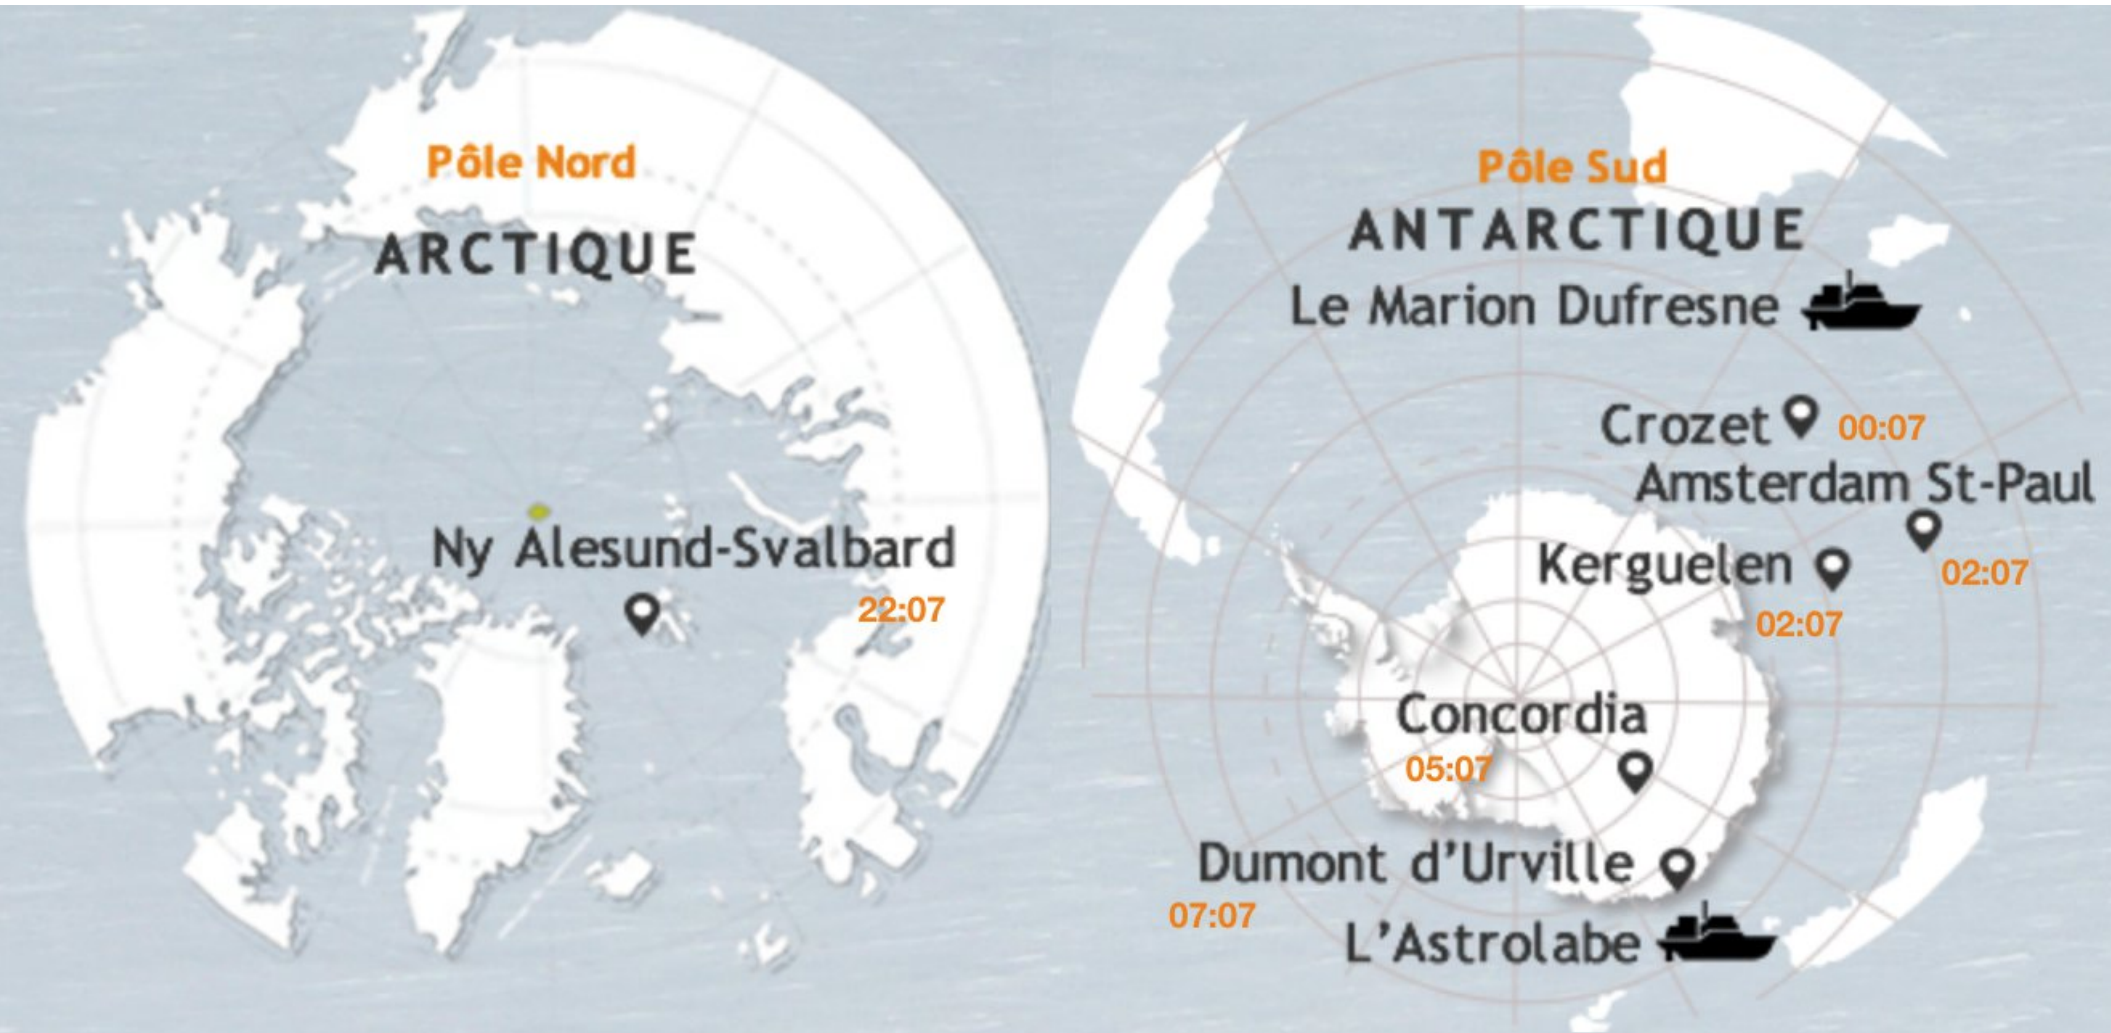 Pôle Nord
ARCTIQUE
Ny Alesund-Svalbard
22:07
Pôle Sud
ANTARCTIQUE
Le Marion Dufresne
Crozet
00:07
Amsterdam St-Paul
02:07
Kerguelen
02:07
Concordia
05:07
Dumont d'Urville
07:07
L'Astrolabe